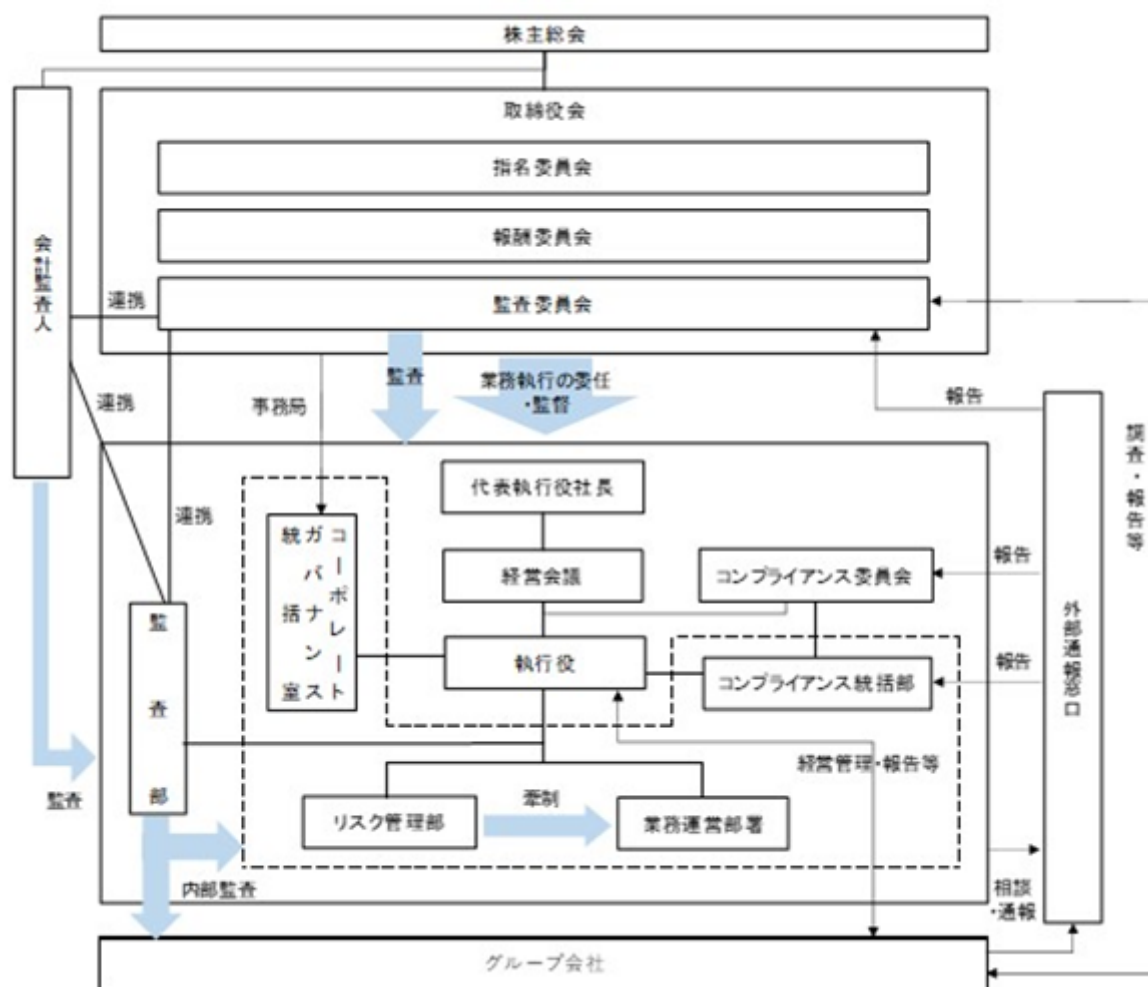 株主総会
取締役会
指名委員会
報酬委員会
監査委員会
会計監査人
連携
連携
連携
監査
業務執行の委任
・監督
事務局
報告
調査・報告等
代表執行役社長
コーポレート
ガバナンス
統括室
経営会議
コンプライアンス委員会
報告
執行役
コンプライアンス統括部
報告
外部通報窓口
監査部
経営管理・報告等
監査
リスク管理部
牽制
業務運営部署
内部監査
相談
・通報
グループ会社